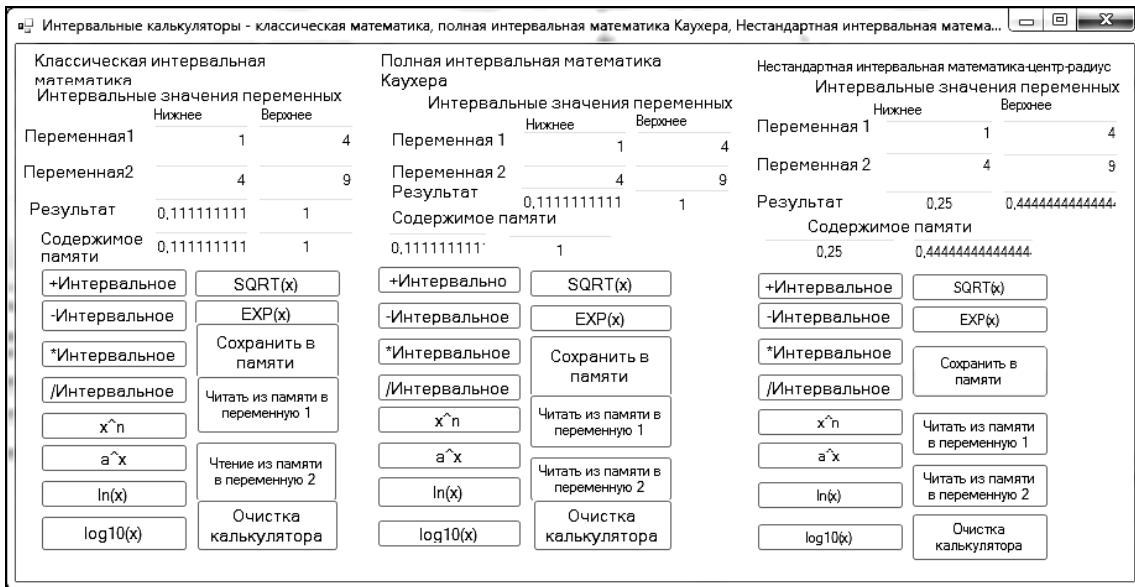 Интервальные калькуляторы - классическая математика, полная интервальная математика Каухера, Нестандартная интервальная матема...
Классическая интервальная
математика
Интервальные значения переменных
Нижнее Верхнее
Переменная1 1 4
Переменная2 4 9
Результат 0,111111111 1
Содержимое
памяти 0,111111111 1
+Интервальное SQRT(x)
-Интервальное EXP(x)
*Интервальное Сохранить в
памяти
/Интервальное Читать из памяти в
переменную 1
x^n
a^x Чтение из памяти
в переменную 2
ln(x)
log10(x) Очистка
калькулятора
Полная интервальная математика
Каухера
Интервальные значения переменных
Нижнее Верхнее
Переменная 1 1 4
Переменная 2 4 9
Результат 0,1111111111 1
Содержимое памяти
0,1111111111 1
+Интервально SQRT(x)
-Интервальное EXP(x)
*Интервальное Сохранить в
памяти
/Интервальное
x^n Читать из памяти в
переменную 1
a^x
ln(x) Читать из памяти в
переменную 2
log10(x) Очистка
калькулятора
Нестандартная интервальная математика-центр-радиус
Интервальные значения переменных
Нижнее Верхнее
Переменная 1 1 4
Переменная 2 4 9
Результат 0,25 0,4444444444444
Содержимое памяти
0,25 0,44444444444444
+Интервальное SQRT(x)
-Интервальное EXP(x)
*Интервальное Сохранить в
памяти
/Интервальное
x^n Читать из памяти
в переменную 1
a^x
ln(x) Читать из памяти
в переменную 2
log10(x) Очистка
калькулятора